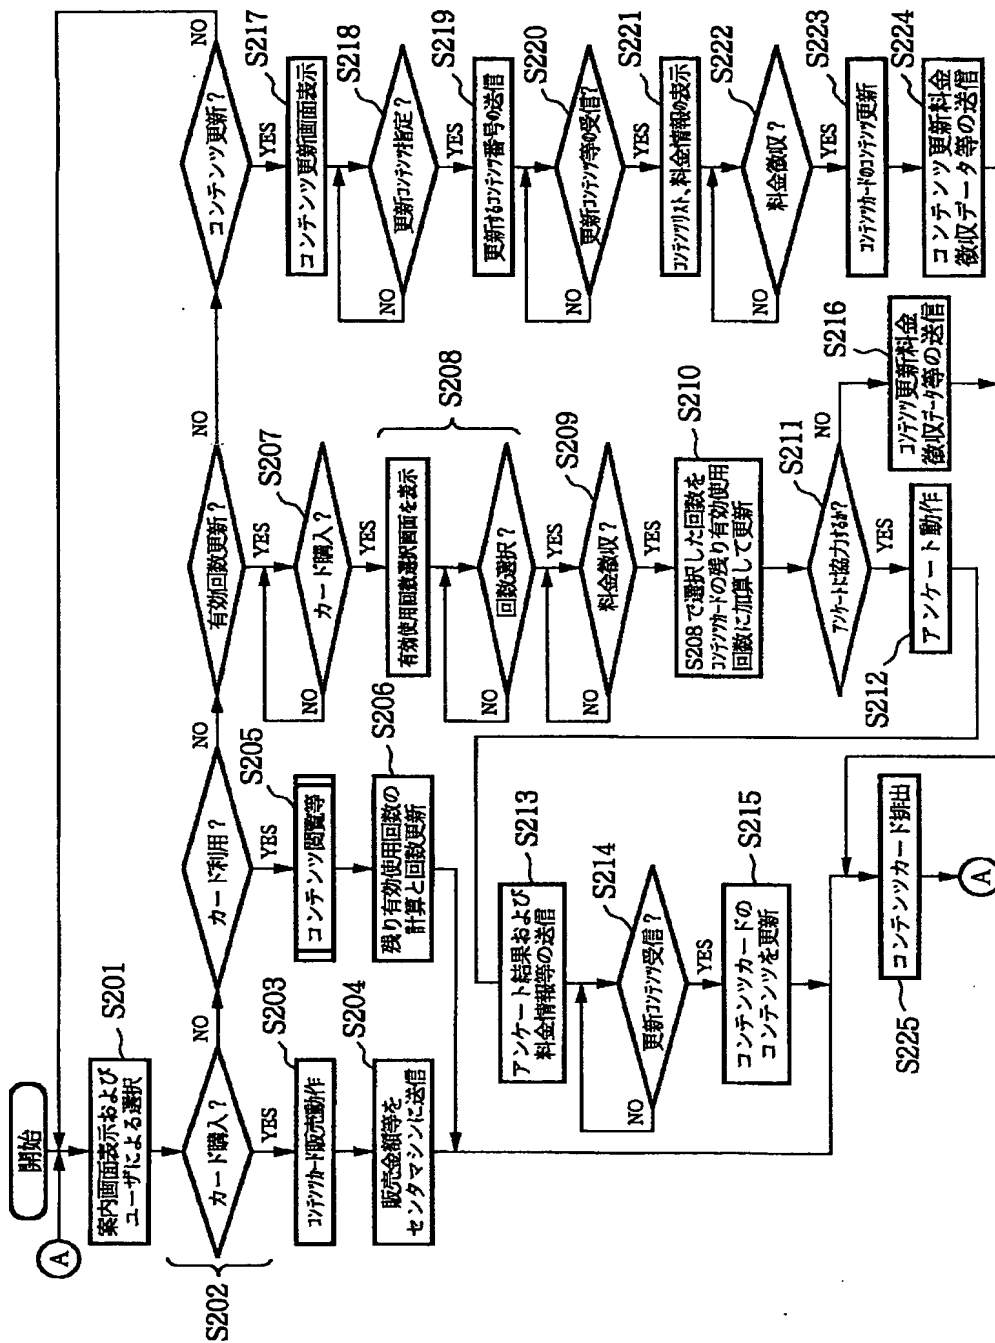 開始
A
案内画面表示および
ユーザによる選択
S201
S202
カード購入?
NO
YES
コンテンツカード販売動作
S203
販売金額等を
センタマシンに送信
S204
カード利用?
NO
YES
コンテンツ閲覧等
S205
残り有効使用回数の
計算と回数更新
S206
有効回数更新?
NO
YES
カード購入?
S207
NO
YES
有効使用回数選択画面を表示
S208
回数選択?
NO
YES
料金徴収?
S209
NO
YES
S208で選択した回数を
コンテンツカードの残り有効使用
回数に加算して更新
S210
アンケートに協力するか?
S211
NO
YES
アンケート動作
S212
アンケート結果および
料金情報等の送信
S213
更新コンテンツ受信?
S214
NO
YES
コンテンツカードの
コンテンツを更新
S215
コンテンツ更新料金
徴収データ等の送信
S216
コンテンツ更新?
NO
YES
コンテンツ更新画面表示
S217
更新コンテンツ指定?
S218
NO
YES
更新するコンテンツ番号の送信
S219
更新コンテンツ等の受信?
S220
NO
YES
コンテンツリスト、料金情報の表示
S221
料金徴収?
S222
NO
YES
コンテンツカードのコンテンツ更新
S223
コンテンツ更新料金
徴収データ等の送信
S224
コンテンツカード排出
S225
A